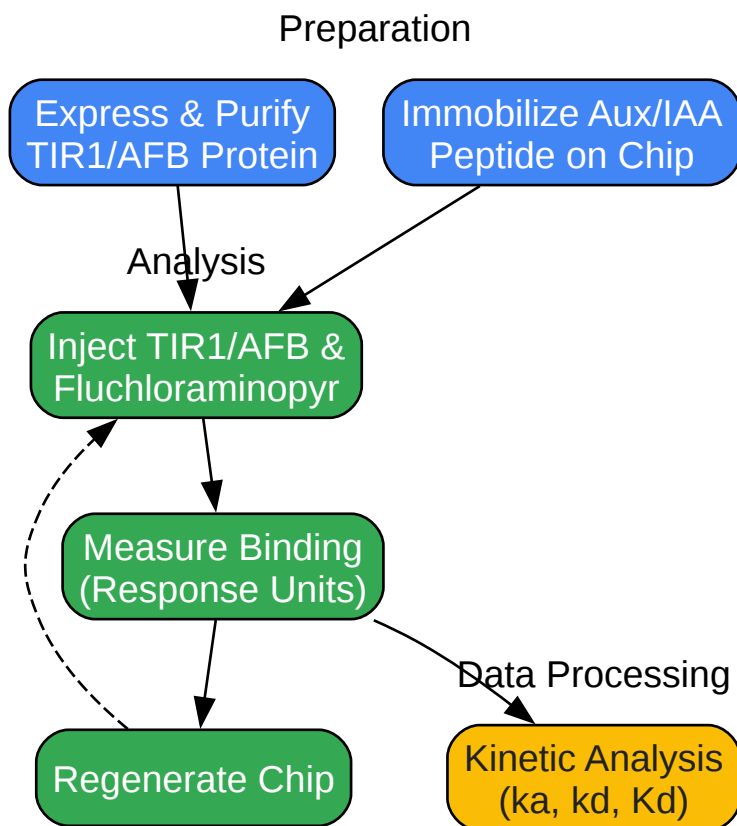 Preparation
Express & Purify
TIR1/AFB Protein
Immobilize Aux/IAA
Peptide on Chip
Analysis
Inject TIR1/AFB &
Fluchloraminopyr
Measure Binding
(Response Units)
Data Processing
Regenerate Chip
Kinetic Analysis
(ka, kd, Kd)